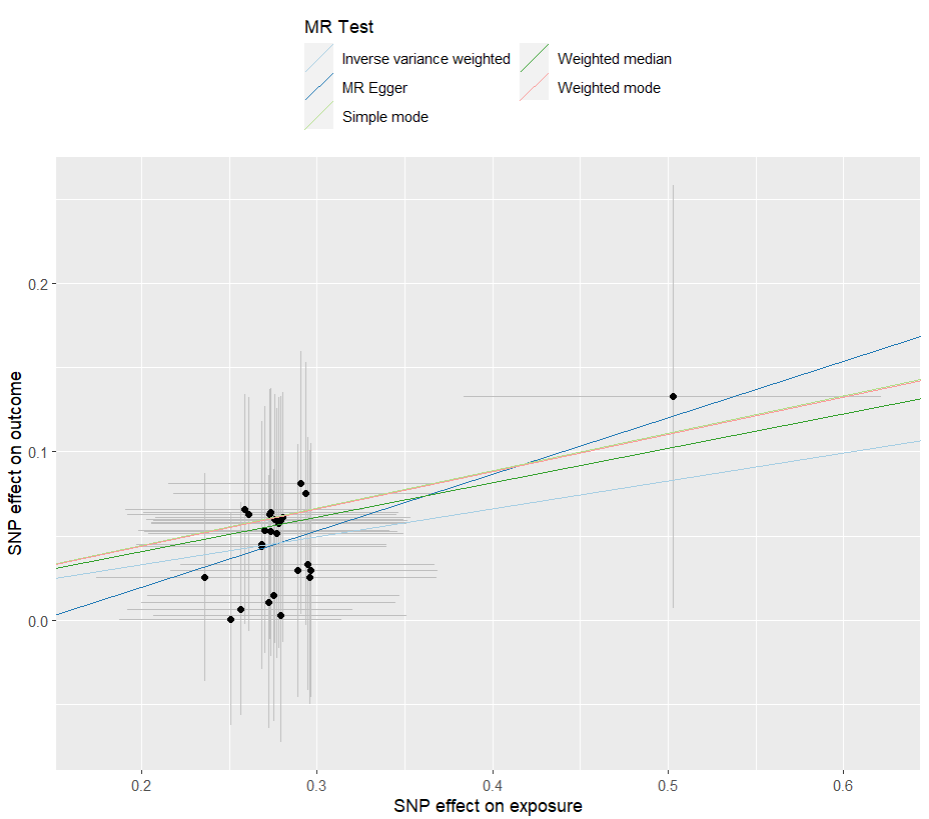 MR Test
Inverse variance weighted
Weighted median
MR Egger
Weighted mode
Simple mode
SNP effect on outcome
0.2
0.1
0.0
0.2
0.3
0.4
0.5
0.6
SNP effect on exposure